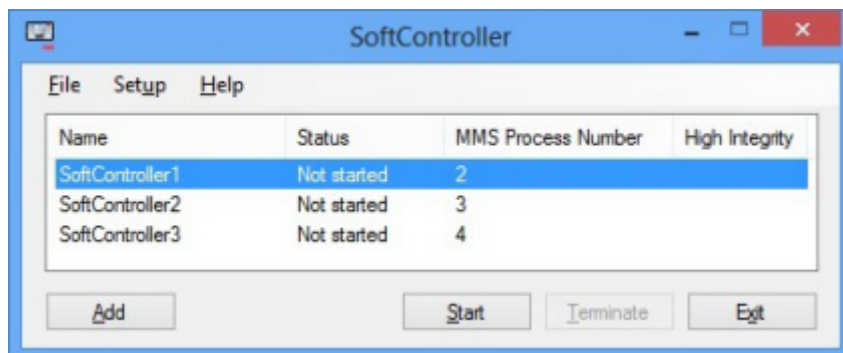 SoftController
File Setup Help
Name Status MMS Process Number High Integrity
SoftController1 Not started 2
SoftController2 Not started 3
SoftController3 Not started 4
Add Start Terminate Exit